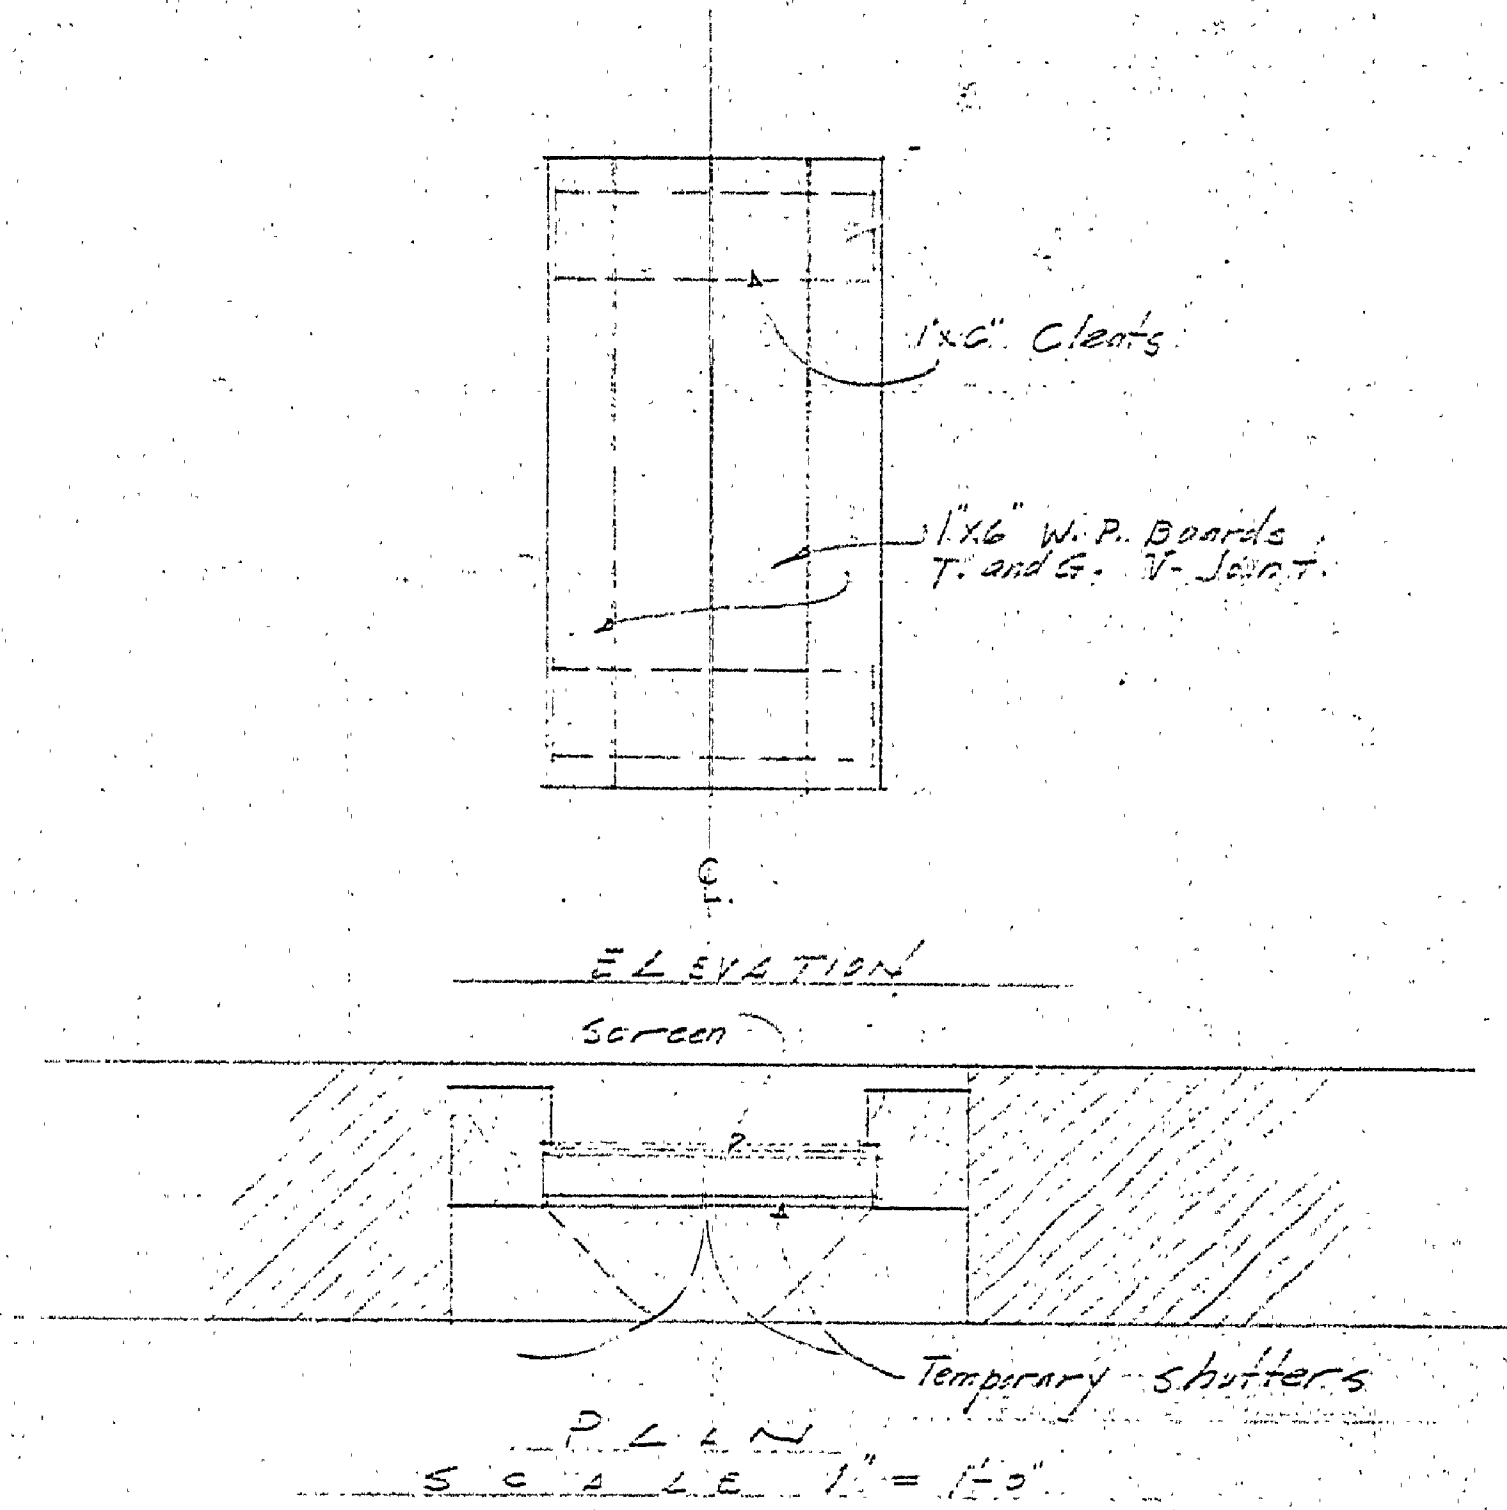 1"x6" Cleats
1"x6" W.P. Boards
T. and G. V-Joint.
C
L
ELEVATION
Screen
Temporary shutters
PLAN
SCALE 1" = 1'-0"